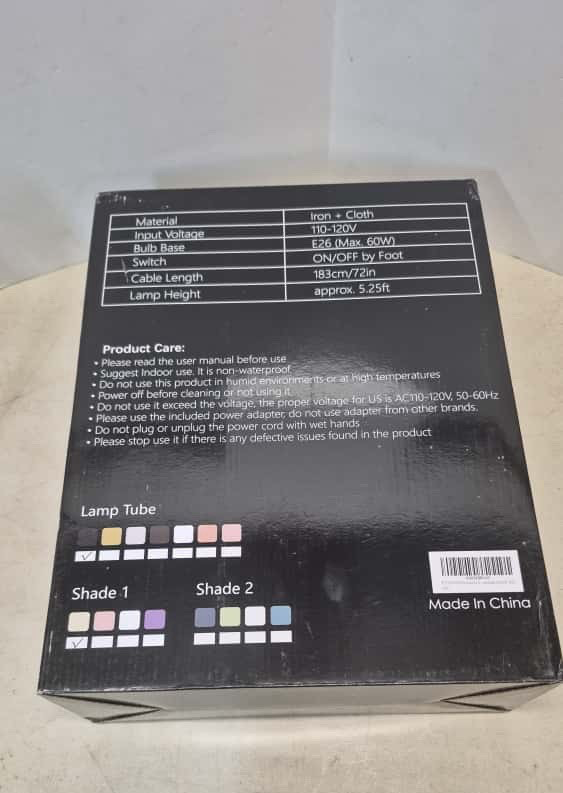 Material Iron + Cloth
Input Voltage 110-120V
Bulb Base E26 (Max. 60W)
Switch ON/OFF by Foot
Cable Length 183cm/72in
Lamp Height approx. 5.25ft
Product Care:
• Please read the user manual before use
• Suggest Indoor use. It is non-waterproof
• Do not use this product in humid environments or at high temperatures
• Power off before cleaning or not using it
• Do not use it exceed the voltage, the proper voltage for US is AC110-120V, 50-60Hz
• Please use the included power adapter, do not use adapter from other brands.
• Do not plug or unplug the power cord with wet hands
• Please stop use it if there is any defective issues found in the product
Lamp Tube
Shade 1 Shade 2
Made In China